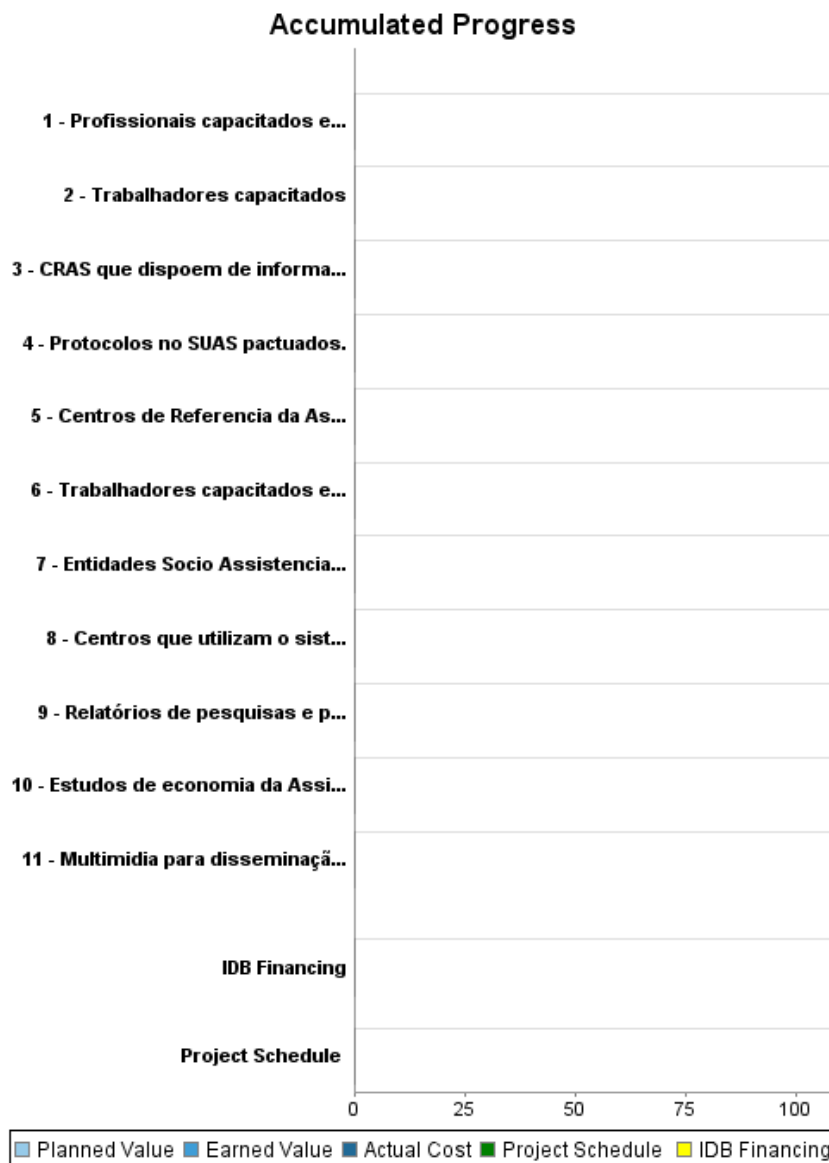 Accumulated Progress
1 - Profissionais capacitados e...
2 - Trabalhadores capacitados
3 - CRAS que dispoem de informa...
4 - Protocolos no SUAS pactuados.
5 - Centros de Referencia da As...
6 - Trabalhadores capacitados e...
7 - Entidades Socio Assistencia...
8 - Centros que utilizam o sist...
9 - Relatórios de pesquisas e p...
10 - Estudos de economia da Assi...
11 - Multimidia para disseminaçã...
IDB Financing
Project Schedule
0 25 50 75 100
Planned Value Earned Value Actual Cost Project Schedule IDB Financing